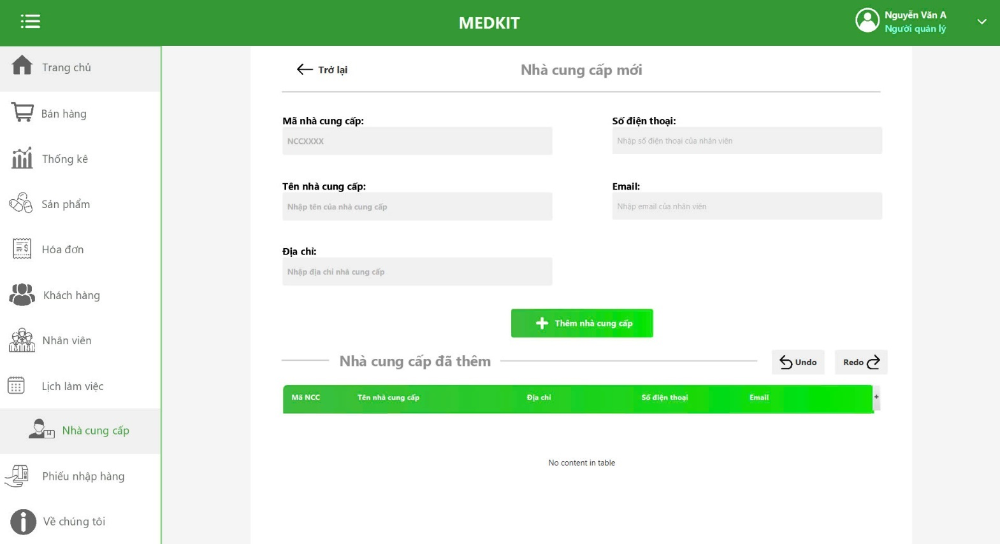 MEDKIT
Nguyễn Văn A
Người quản lý
Trang chủ
Bán hàng
Thống kê
Sản phẩm
Hóa đơn
Khách hàng
Nhân viên
Lịch làm việc
Nhà cung cấp
Phiếu nhập hàng
Về chúng tôi
Trở lại
Nhà cung cấp mới
Mã nhà cung cấp:
NCCXXXX
Số điện thoại:
Nhập số điện thoại của nhân viên
Tên nhà cung cấp:
Nhập tên của nhà cung cấp
Email:
Nhập email của nhân viên
Địa chỉ:
Nhập địa chỉ nhà cung cấp
Thêm nhà cung cấp
Nhà cung cấp đã thêm
Undo
Redo
Mã NCC Tên nhà cung cấp Địa chỉ Số điện thoại Email +
No content in table